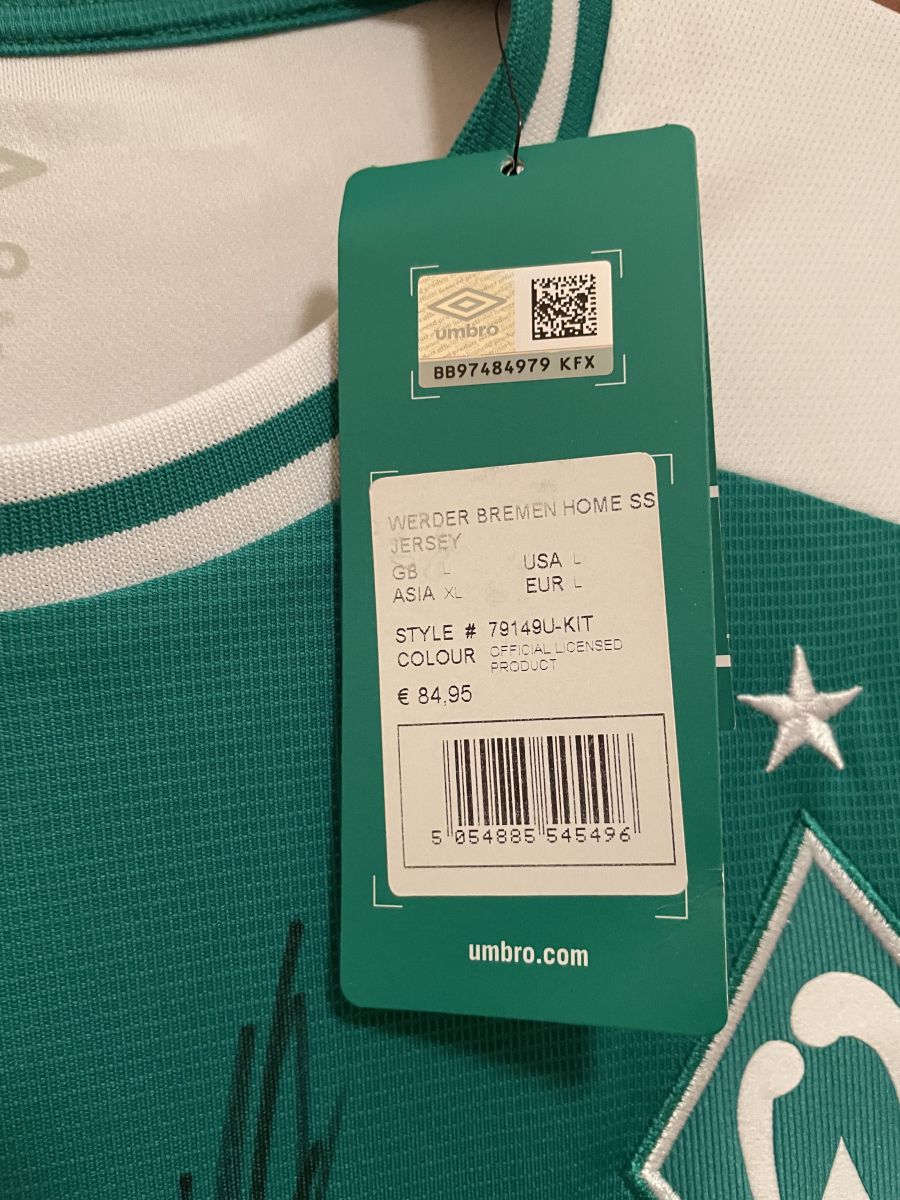 umbro
BB97484979 KFX
WERDER BREMEN HOME SS
JERSEY
GB L USA L
ASIA XL EUR L
STYLE # 79149U-KIT
COLOUR OFFICIAL LICENSED
PRODUCT
€ 84,95
5 054885 545496
umbro.com